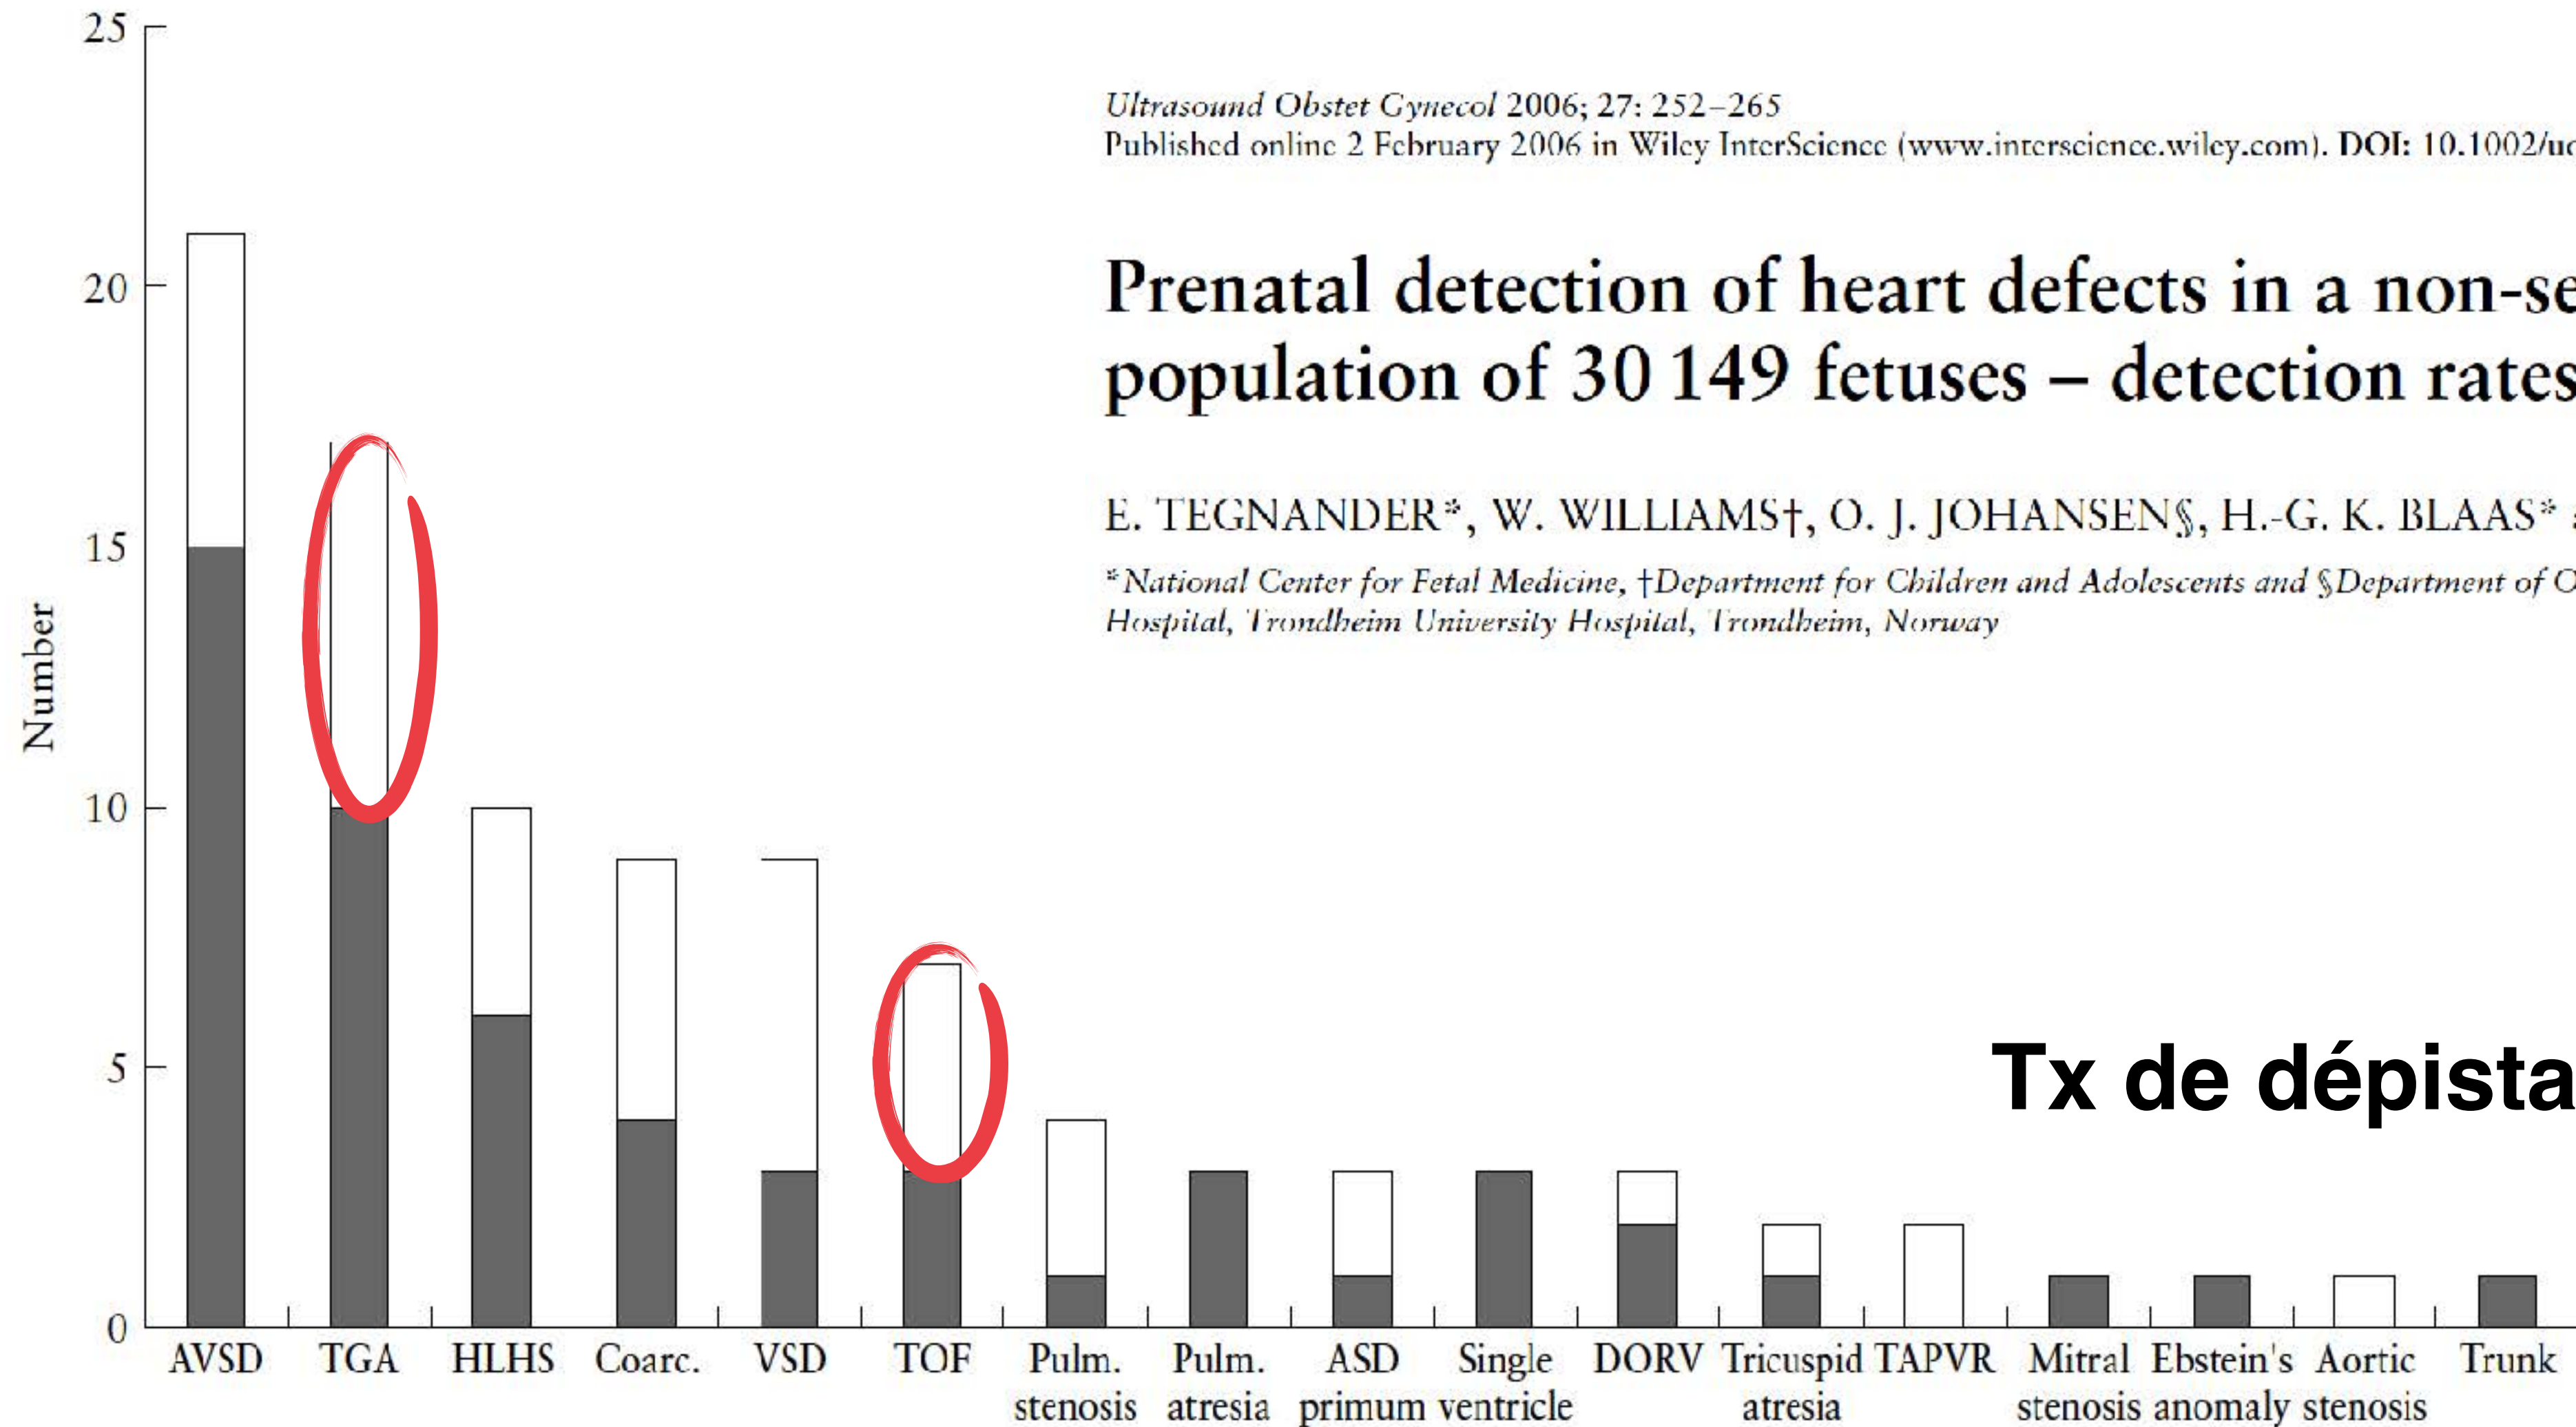 Ultrasound Obstet Gynecol 2006; 27: 252–265
Published online 2 February 2006 in Wiley InterScience (www.interscience.wiley.com). DOI: 10.1002/uo
Prenatal detection of heart defects in a non-se
population of 30 149 fetuses – detection rates
E. TEGNANDER*, W. WILLIAMS†, O. J. JOHANSEN§, H.-G. K. BLAAS*
*National Center for Fetal Medicine, †Department for Children and Adolescents and §Department of O
Hospital, Trondheim University Hospital, Trondheim, Norway
Tx de dépista
Number
25
20
15
10
5
0
AVSD
TGA
HLHS
Coarc.
VSD
TOF
Pulm.
stenosis
Pulm.
atresia
ASD
primum
Single
ventricle
DORV
Tricuspid
atresia
TAPVR
Mitral
stenosis
Ebstein's
anomaly
Aortic
stenosis
Trunk